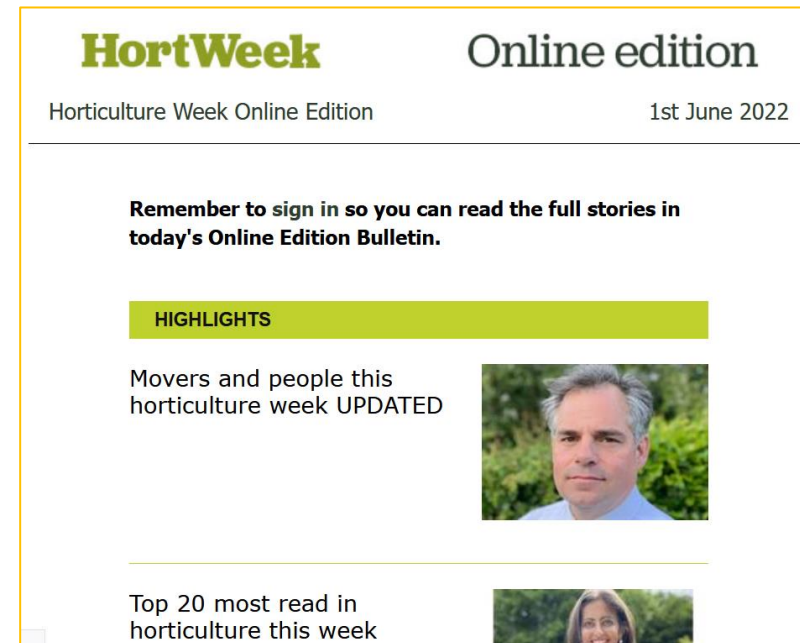 HortWeek
Online edition
Horticulture Week Online Edition
1st June 2022
Remember to sign in so you can read the full stories in
today's Online Edition Bulletin.
HIGHLIGHTS
Movers and people this
horticulture week UPDATED
Top 20 most read in
horticulture this week